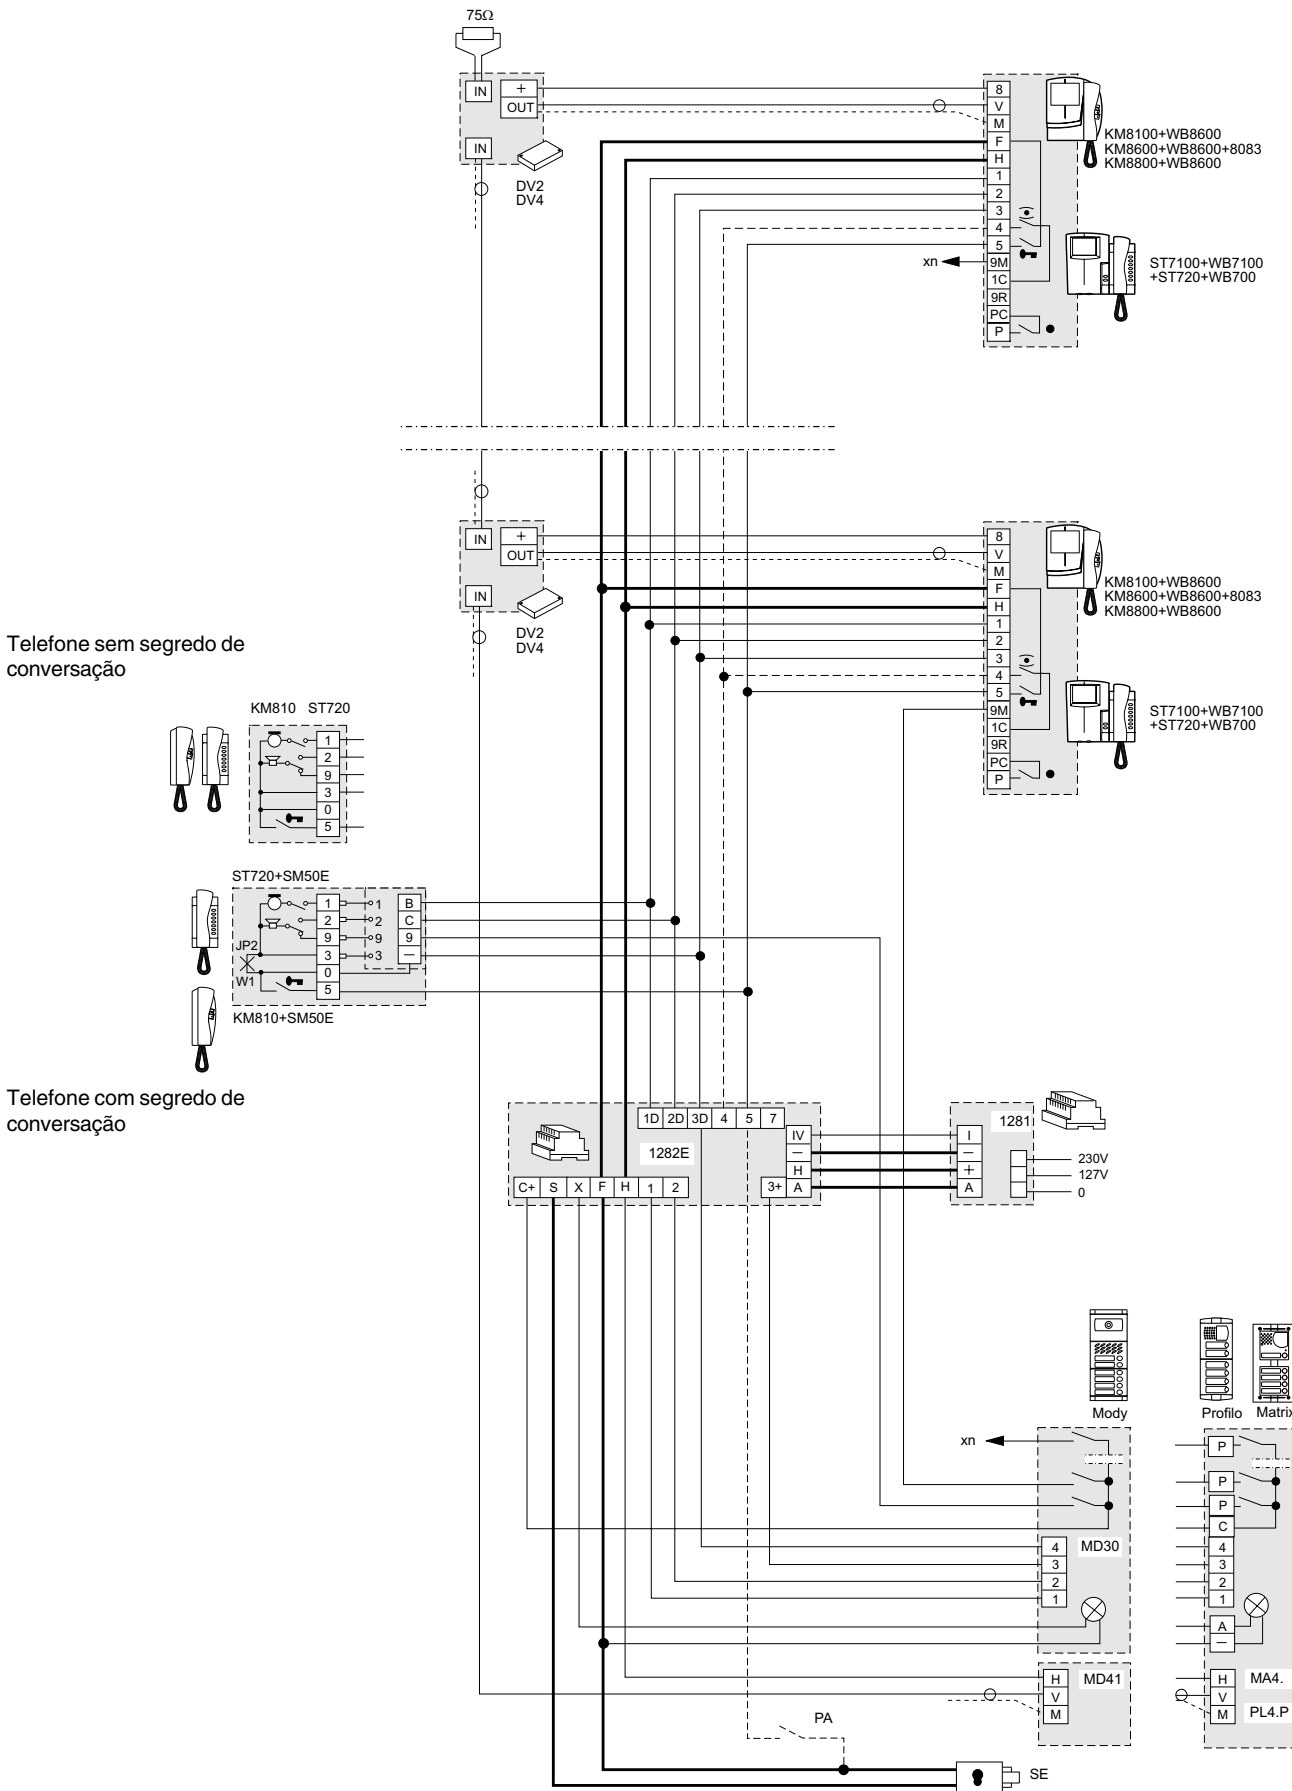 75Ω
IN
+
OUT
IN
DV2
DV4
8
V
M
F
H
1
2
3
4
5
9M
1C
9R
PC
P
xn
KM8100+WB8600
KM8600+WB8600+8083
KM8800+WB8600
ST7100+WB7100
+ST720+WB700
IN
+
OUT
IN
DV2
DV4
8
V
M
F
H
1
2
3
4
5
9M
1C
9R
PC
P
KM8100+WB8600
KM8600+WB8600+8083
KM8800+WB8600
ST7100+WB7100
+ST720+WB700
Telefone sem segredo de
conversação
KM810 ST720
1
2
9
3
0
5
ST720+SM50E
1
2
9
3
0
5
1
2
9
3
B
C
9
—
JP2
W1
KM810+SM50E
Telefone com segredo de
conversação
1D 2D 3D 4 5 7
1282E
IV
—
H
A
3+
C+ S X F H 1 2
1281
I
—
+
A
230V
127V
0
Mody
Profilo Matrix
xn
MD30
4
3
2
1
P
P
P
C
4
3
2
1
A
—
MD41
H
V
M
H
V
M
MA4.
PL4.P
PA
SE